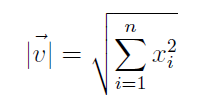 |v⃗| = √(∑_{i=1}^{n} x_i^2)